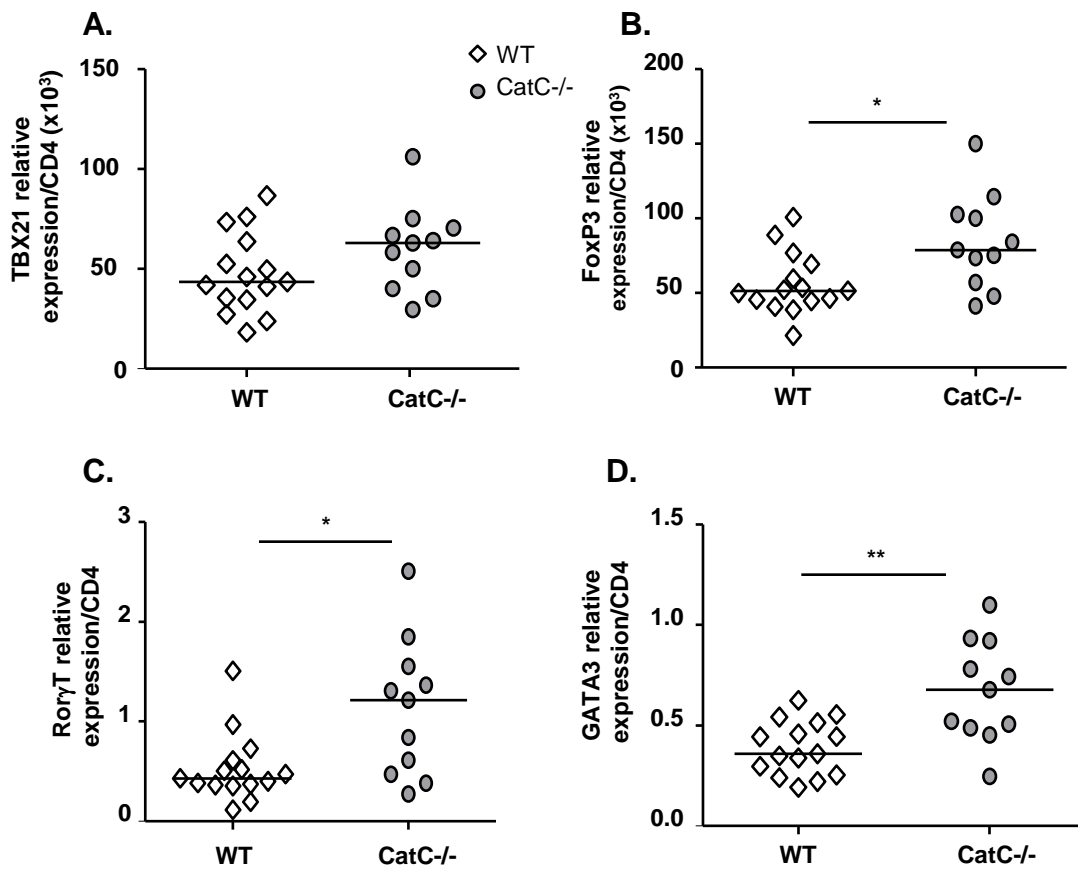 A.
WT
CatC-/-
TBX21 relative
expression/CD4 (x10³)
150
100
50
0
WT
CatC-/-
B.
FoxP3 relative
expression/CD4 (x10³)
200
150
100
50
0
*
WT
CatC-/-
C.
RorγT relative
expression/CD4
3
2
1
0
*
WT
CatC-/-
D.
GATA3 relative
expression/CD4
1.5
1.0
0.5
0.0
**
WT
CatC-/-